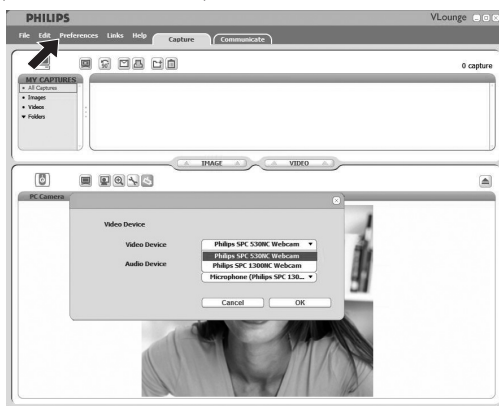 PHILIPS VLounge
File Edit Preferences Links Help Capture Communicate
0 capture
MY CAPTURES
All Captures
Images
Videos
Folders
IMAGE VIDEO
PC Camera
Video Device
Video Device Philips SPC 530NC Webcam
Philips SPC 530NC Webcam
Audio Device Philips SPC 1300NC Webcam
Microphone (Philips SPC 130...
Cancel OK